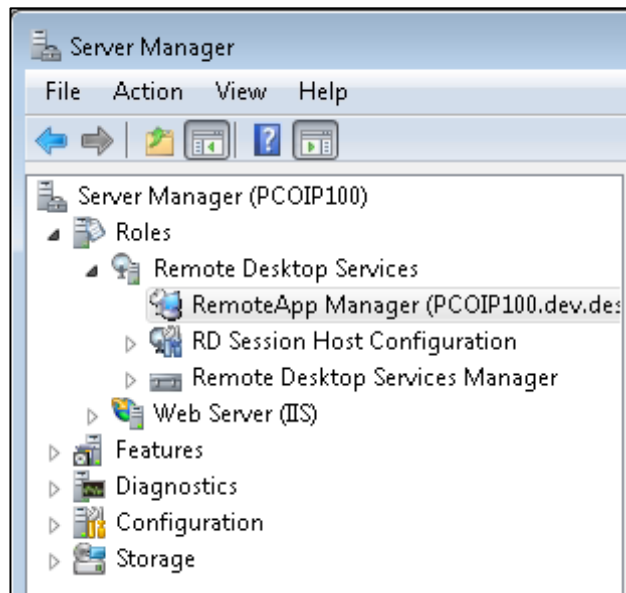 Server Manager
File Action View Help
Server Manager (PCOIP100)
Roles
Remote Desktop Services
RemoteApp Manager (PCOIP100.dev.des
RD Session Host Configuration
Remote Desktop Services Manager
Web Server (IIS)
Features
Diagnostics
Configuration
Storage